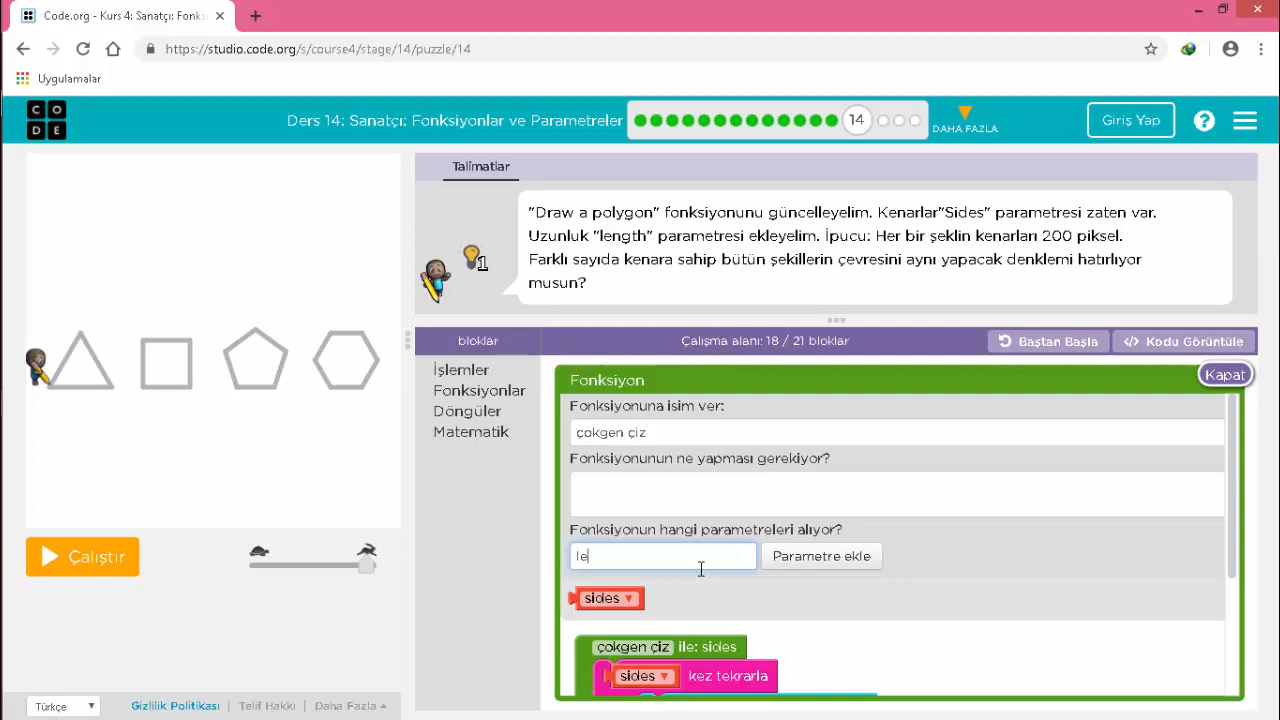 Code.org - Kurs 4: Sanatçı: Fonks
https://studio.code.org/s/course4/stage/14/puzzle/14
Uygulamalar
C O
D E
Ders 14: Sanatçı: Fonksiyonlar ve Parametreler
14
DAHA FAZLA
Giriş Yap
?
Talimatlar
1
"Draw a polygon" fonksiyonunu güncelleyelim. Kenarlar"Sides" parametresi zaten var.
Uzunluk "length" parametresi ekleyelim. İpucu: Her bir şeklin kenarları 200 piksel.
Farklı sayıda kenara sahip bütün şekillerin çevresini aynı yapacak denklemi hatırlıyor
musun?
bloklar
Çalışma alanı: 18 / 21 bloklar
Baştan Başla
</> Kodu Görüntüle
İşlemler
Fonksiyonlar
Döngüler
Matematik
Fonksiyon
Kapat
Fonksiyonuna isim ver:
çokgen çiz
Fonksiyonunun ne yapması gerekiyor?
Fonksiyonun hangi parametreleri alıyor?
le
Parametre ekle
sides
çokgen çiz ile: sides
sides kez tekrarla
Çalıştır
Türkçe
Gizlilik Politikası
Telif Hakkı
Daha Fazla